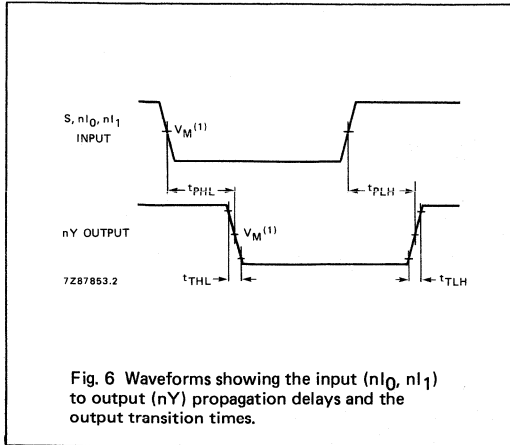 S, nI0, nI1
INPUT
VM(1)
tPHL
tPLH
nY OUTPUT
VM(1)
7Z87853.2
tTHL
tTLH
Fig. 6 Waveforms showing the input (nI0, nI1)
to output (nY) propagation delays and the
output transition times.